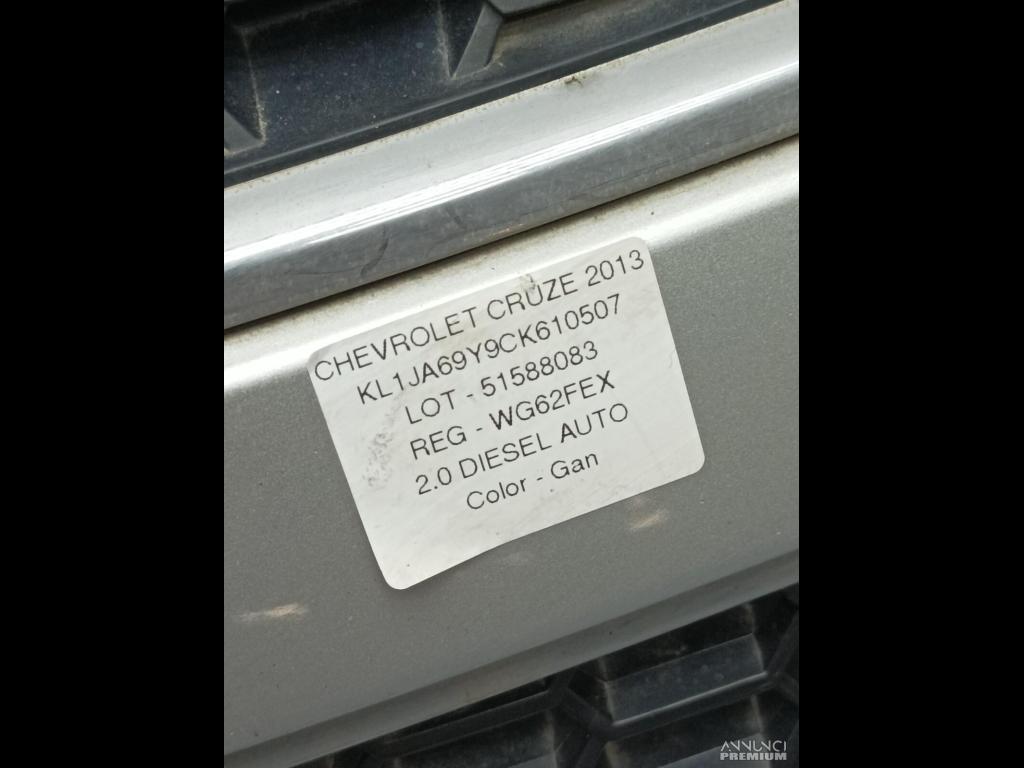 CHEVROLET CRUZE 2013
KL1JA69Y9CK610507
LOT - 51588083
REG - WG62FEX
2.0 DIESEL AUTO
Color - Gan
ANNUNCI
PREMIUM